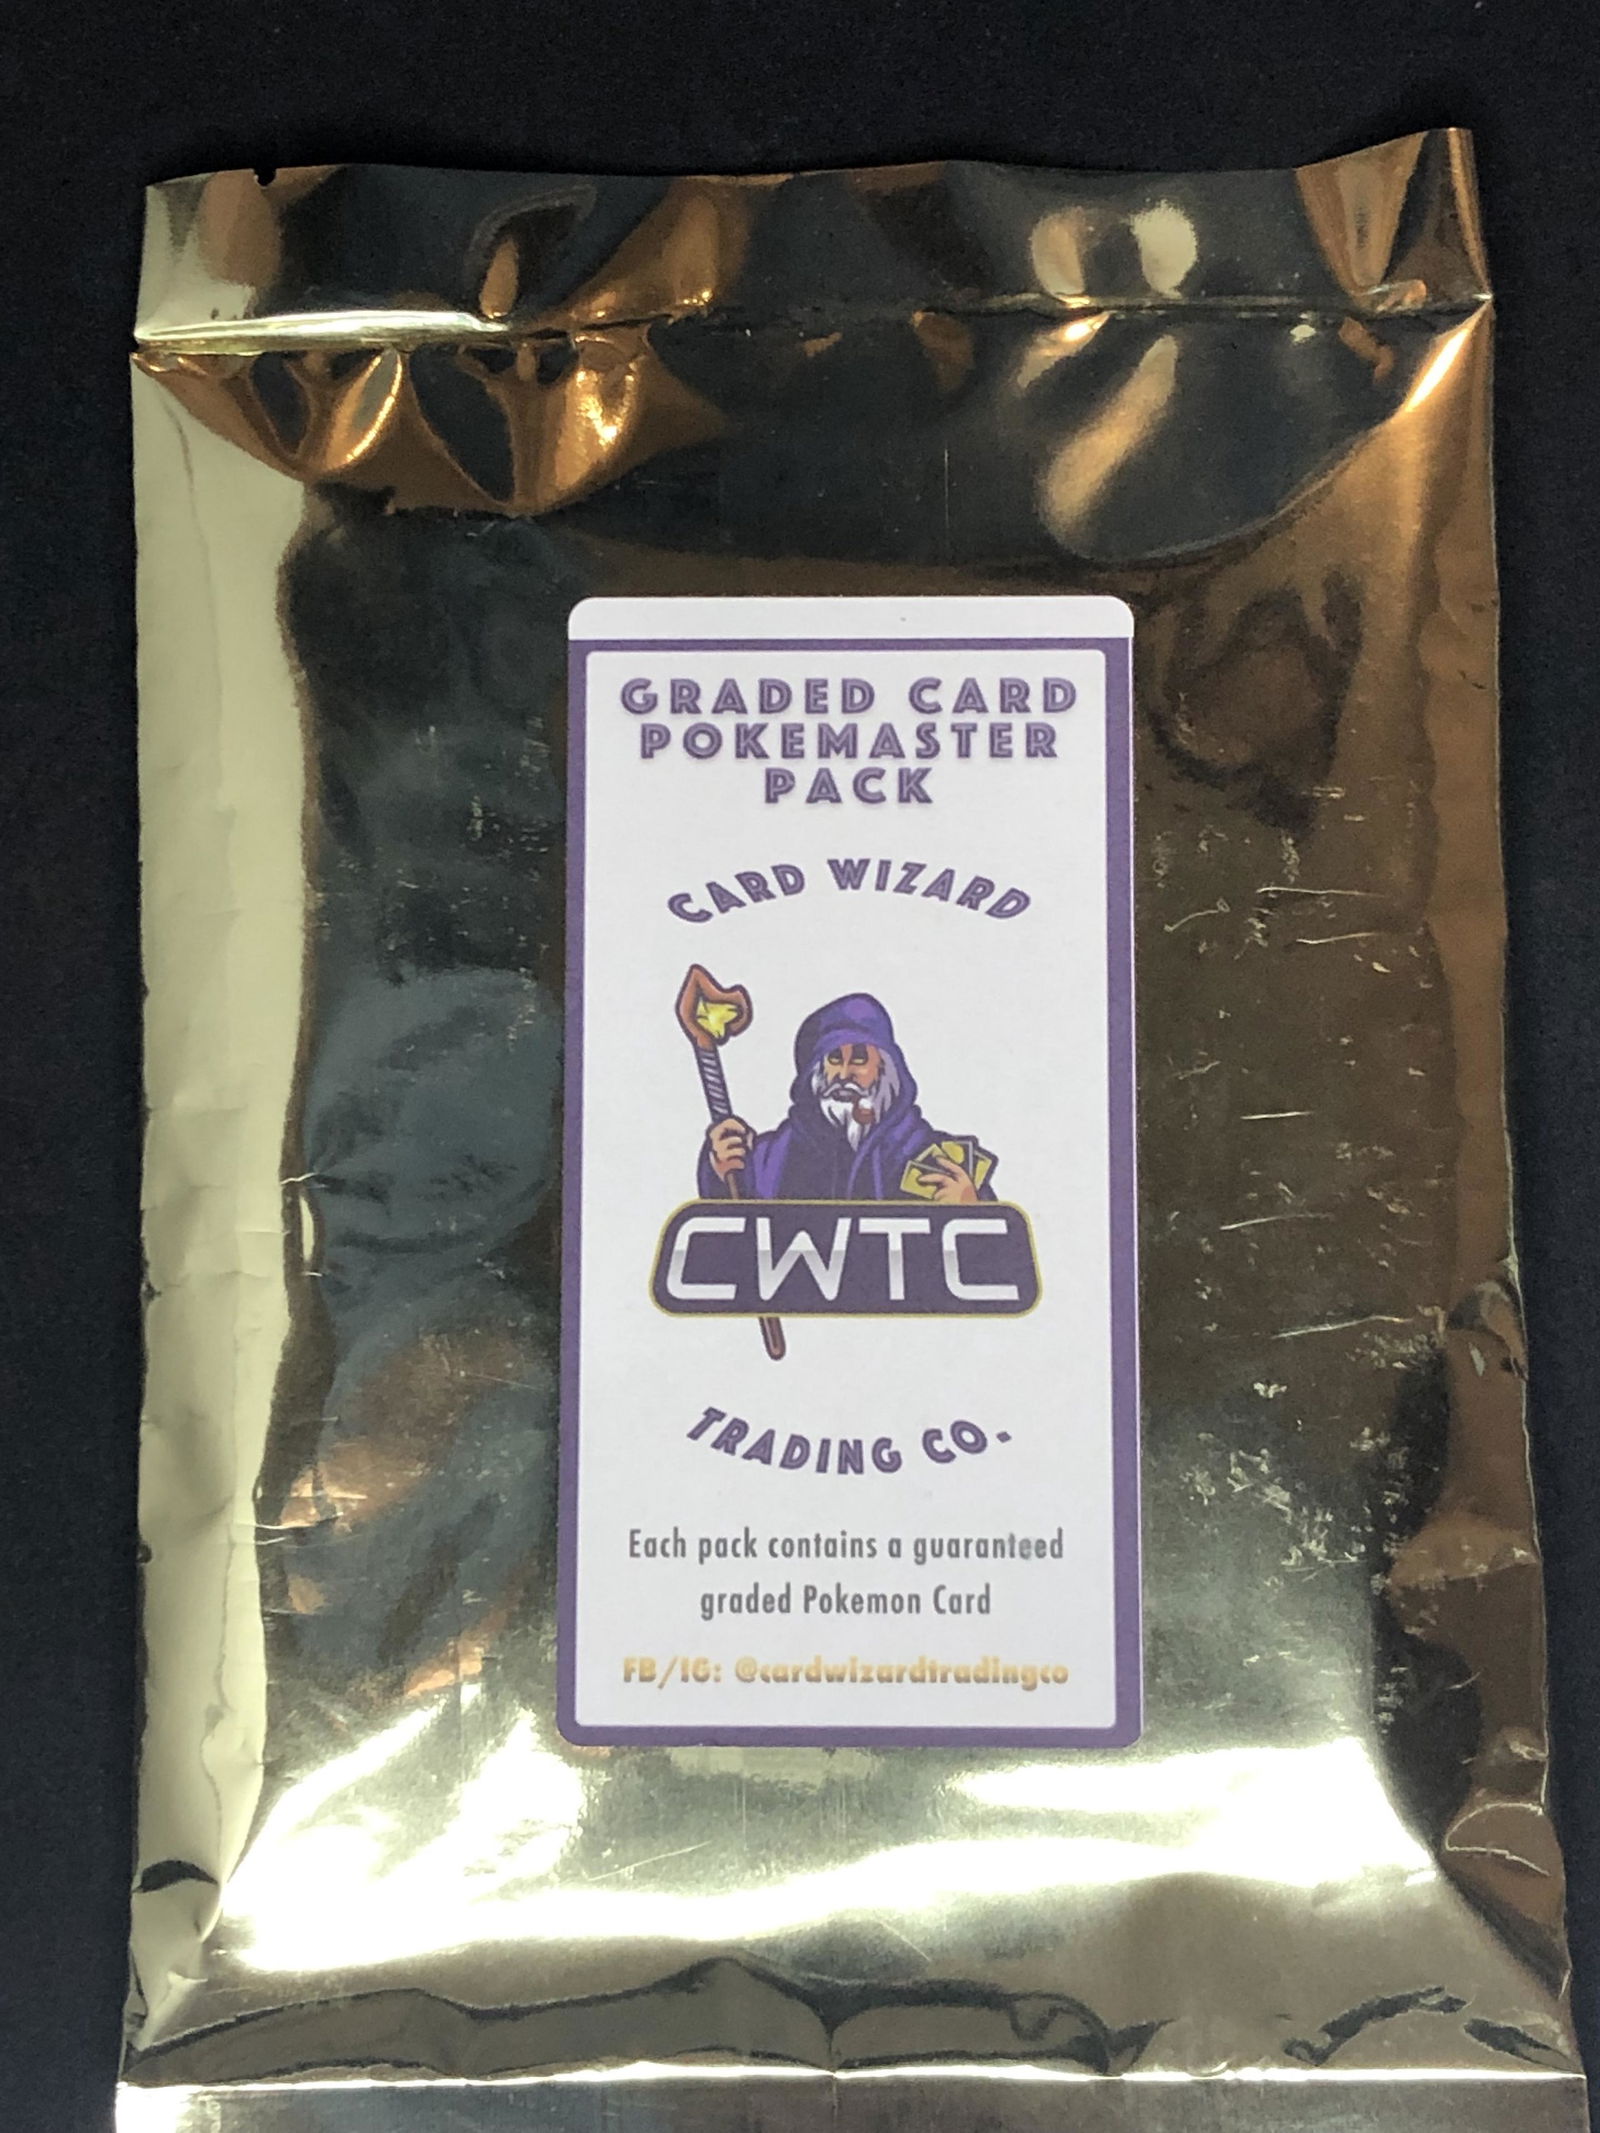 GRADED CARD
POKEMASTER
PACK
CARD WIZARD
CWTC
TRADING CO.
Each pack contains a guaranteed
graded Pokemon Card
FB/IG: @cardwizardtradingco